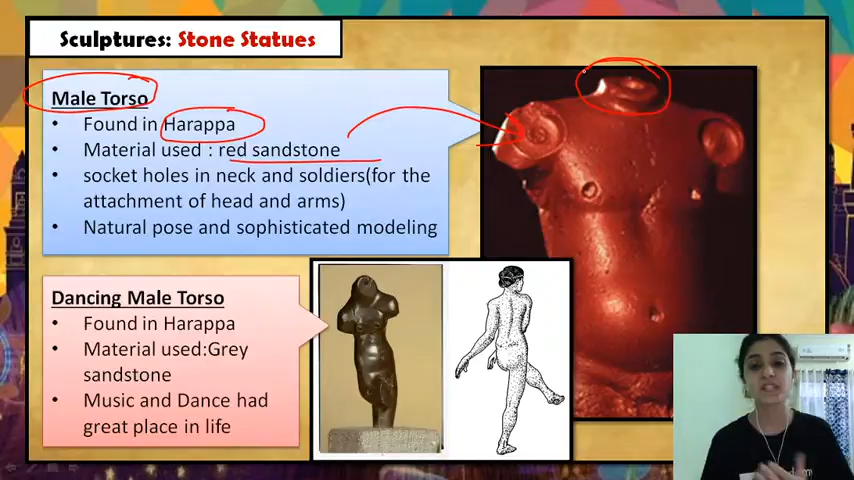 Sculptures: Stone Statues
Male Torso
• Found in Harappa
• Material used : red sandstone
• socket holes in neck and soldiers(for the
attachment of head and arms)
• Natural pose and sophisticated modeling
Dancing Male Torso
• Found in Harappa
• Material used:Grey
sandstone
• Music and Dance had
great place in life